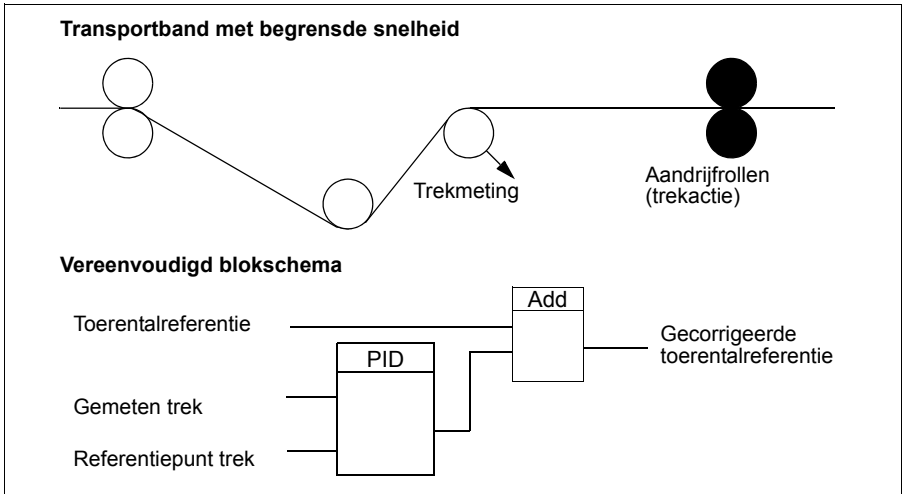 Transportband met begrensde snelheid
Trekmeting
Aandrijfrollen
(trekactie)
Vereenvoudigd blokschema
Toerentalreferentie
Add
Gecorrigeerde
toerentalreferentie
PID
Gemeten trek
Referentiepunt trek